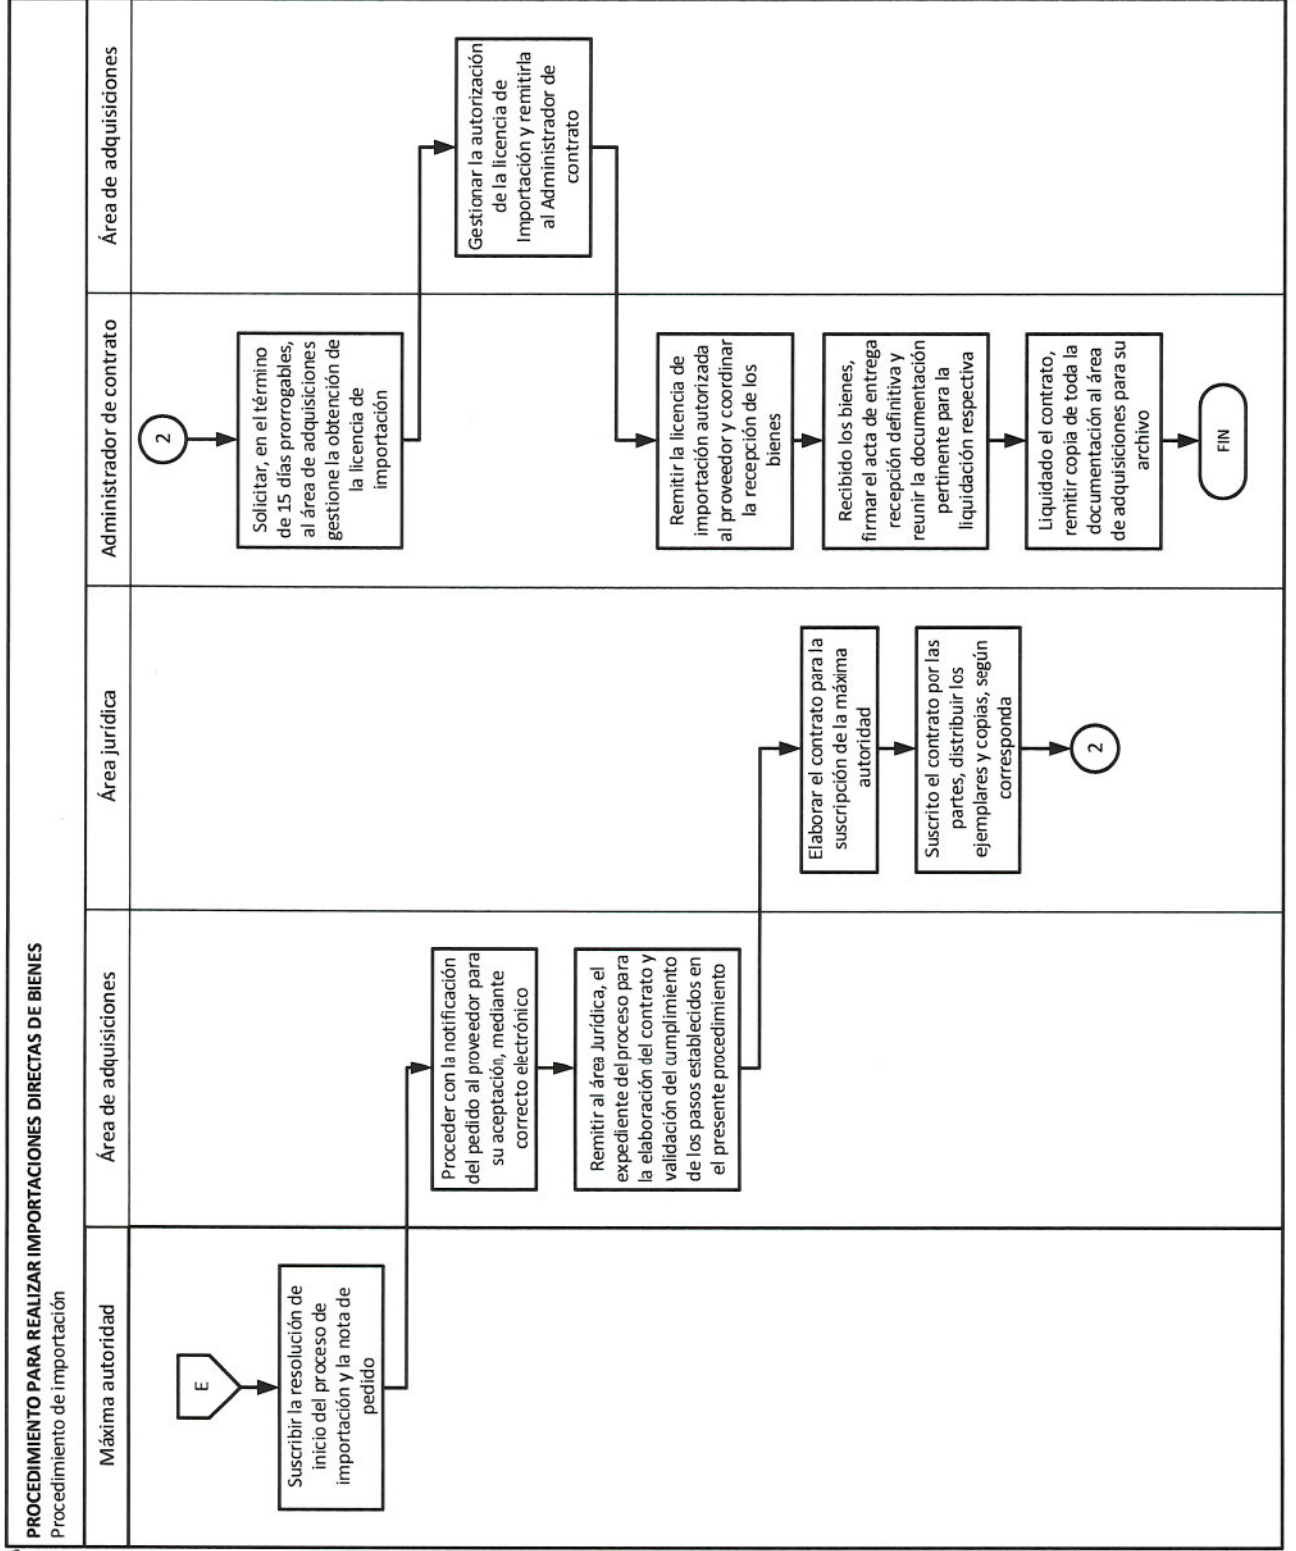 PROCEDIMIENTO PARA REALIZAR IMPORTACIONES DIRECTAS DE BIENES
Procedimiento de importación
Máxima autoridad
Área de adquisiciones
Área jurídica
Administrador de contrato
Área de adquisiciones
E
Suscribir la resolución de
inicio del proceso de
importación y la nota de
pedido
Proceder con la notificación
del pedido al proveedor para
su aceptación, mediante
correcto electrónico
Remitir al área Jurídica, el
expediente del proceso para
la elaboración del contrato y
validación del cumplimiento
de los pasos establecidos en
el presente procedimiento
Elaborar el contrato para la
suscripción de la máxima
autoridad
Suscrito el contrato por las
partes, distribuir los
ejemplares y copias, según
corresponda
2
2
Solicitar, en el término
de 15 días prorrogables,
al área de adquisiciones
gestione la obtención de
la licencia de
importación
Gestionar la autorización
de la licencia de
Importación y remitirla
al Administrador de
contrato
Remitir la licencia de
importación autorizada
al proveedor y coordinar
la recepción de los
bienes
Recibido los bienes,
firmar el acta de entrega
recepción definitiva y
reunir la documentación
pertinente para la
liquidación respectiva
Liquidado el contrato,
remitir copia de toda la
documentación al área
de adquisiciones para su
archivo
FIN